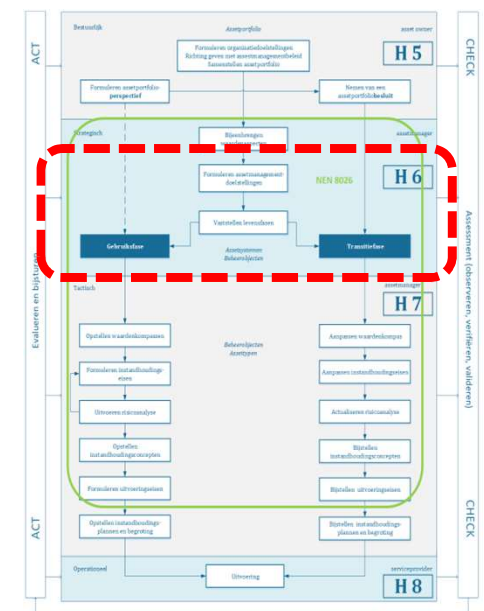 Bestuurlijk
Assetportfolio
asset owner
ACT
CHECK
Formuleren organisatiedoelstellingen
Richting geven met assetmanagementbeleid
Samenstellen assetportfolio
H 5
Formuleren assetportfolio-
perspectief
Nemen van een
assetportfoliobesluit
Strategisch
assetmanager
Bijeenbrengen
Formuleren assetmanagement-
doelstellingen
NEN 8026
H 6
Vaststellen levensfasen
Gebruiksfase
Assetsystemen
Beheerobjecten
Transitiefase
Evalueren en bijsturen
Assessment (observeren, verifiëren, valideren)
Tactisch
assetmanager
H 7
Opstellen waardenkompassen
Beheerobjecten
Assettypen
Aanpassen waardenkompas
Formuleren instandhoudings-
eisen
Aanpassen instandhoudingseisen
Uitvoeren risicoanalyse
Actualiseren risicoanalyse
Opstellen
instandhoudingsconcepten
Bijstellen
instandhoudingsconcepten
Formuleren uitvoeringseisen
Bijstellen uitvoeringseisen
ACT
CHECK
Opstellen instandhoudings-
plannen en begroting
Bijstellen instandhoudings-
plannen en begroting
Operationeel
serviceprovider
Uitvoering
H 8